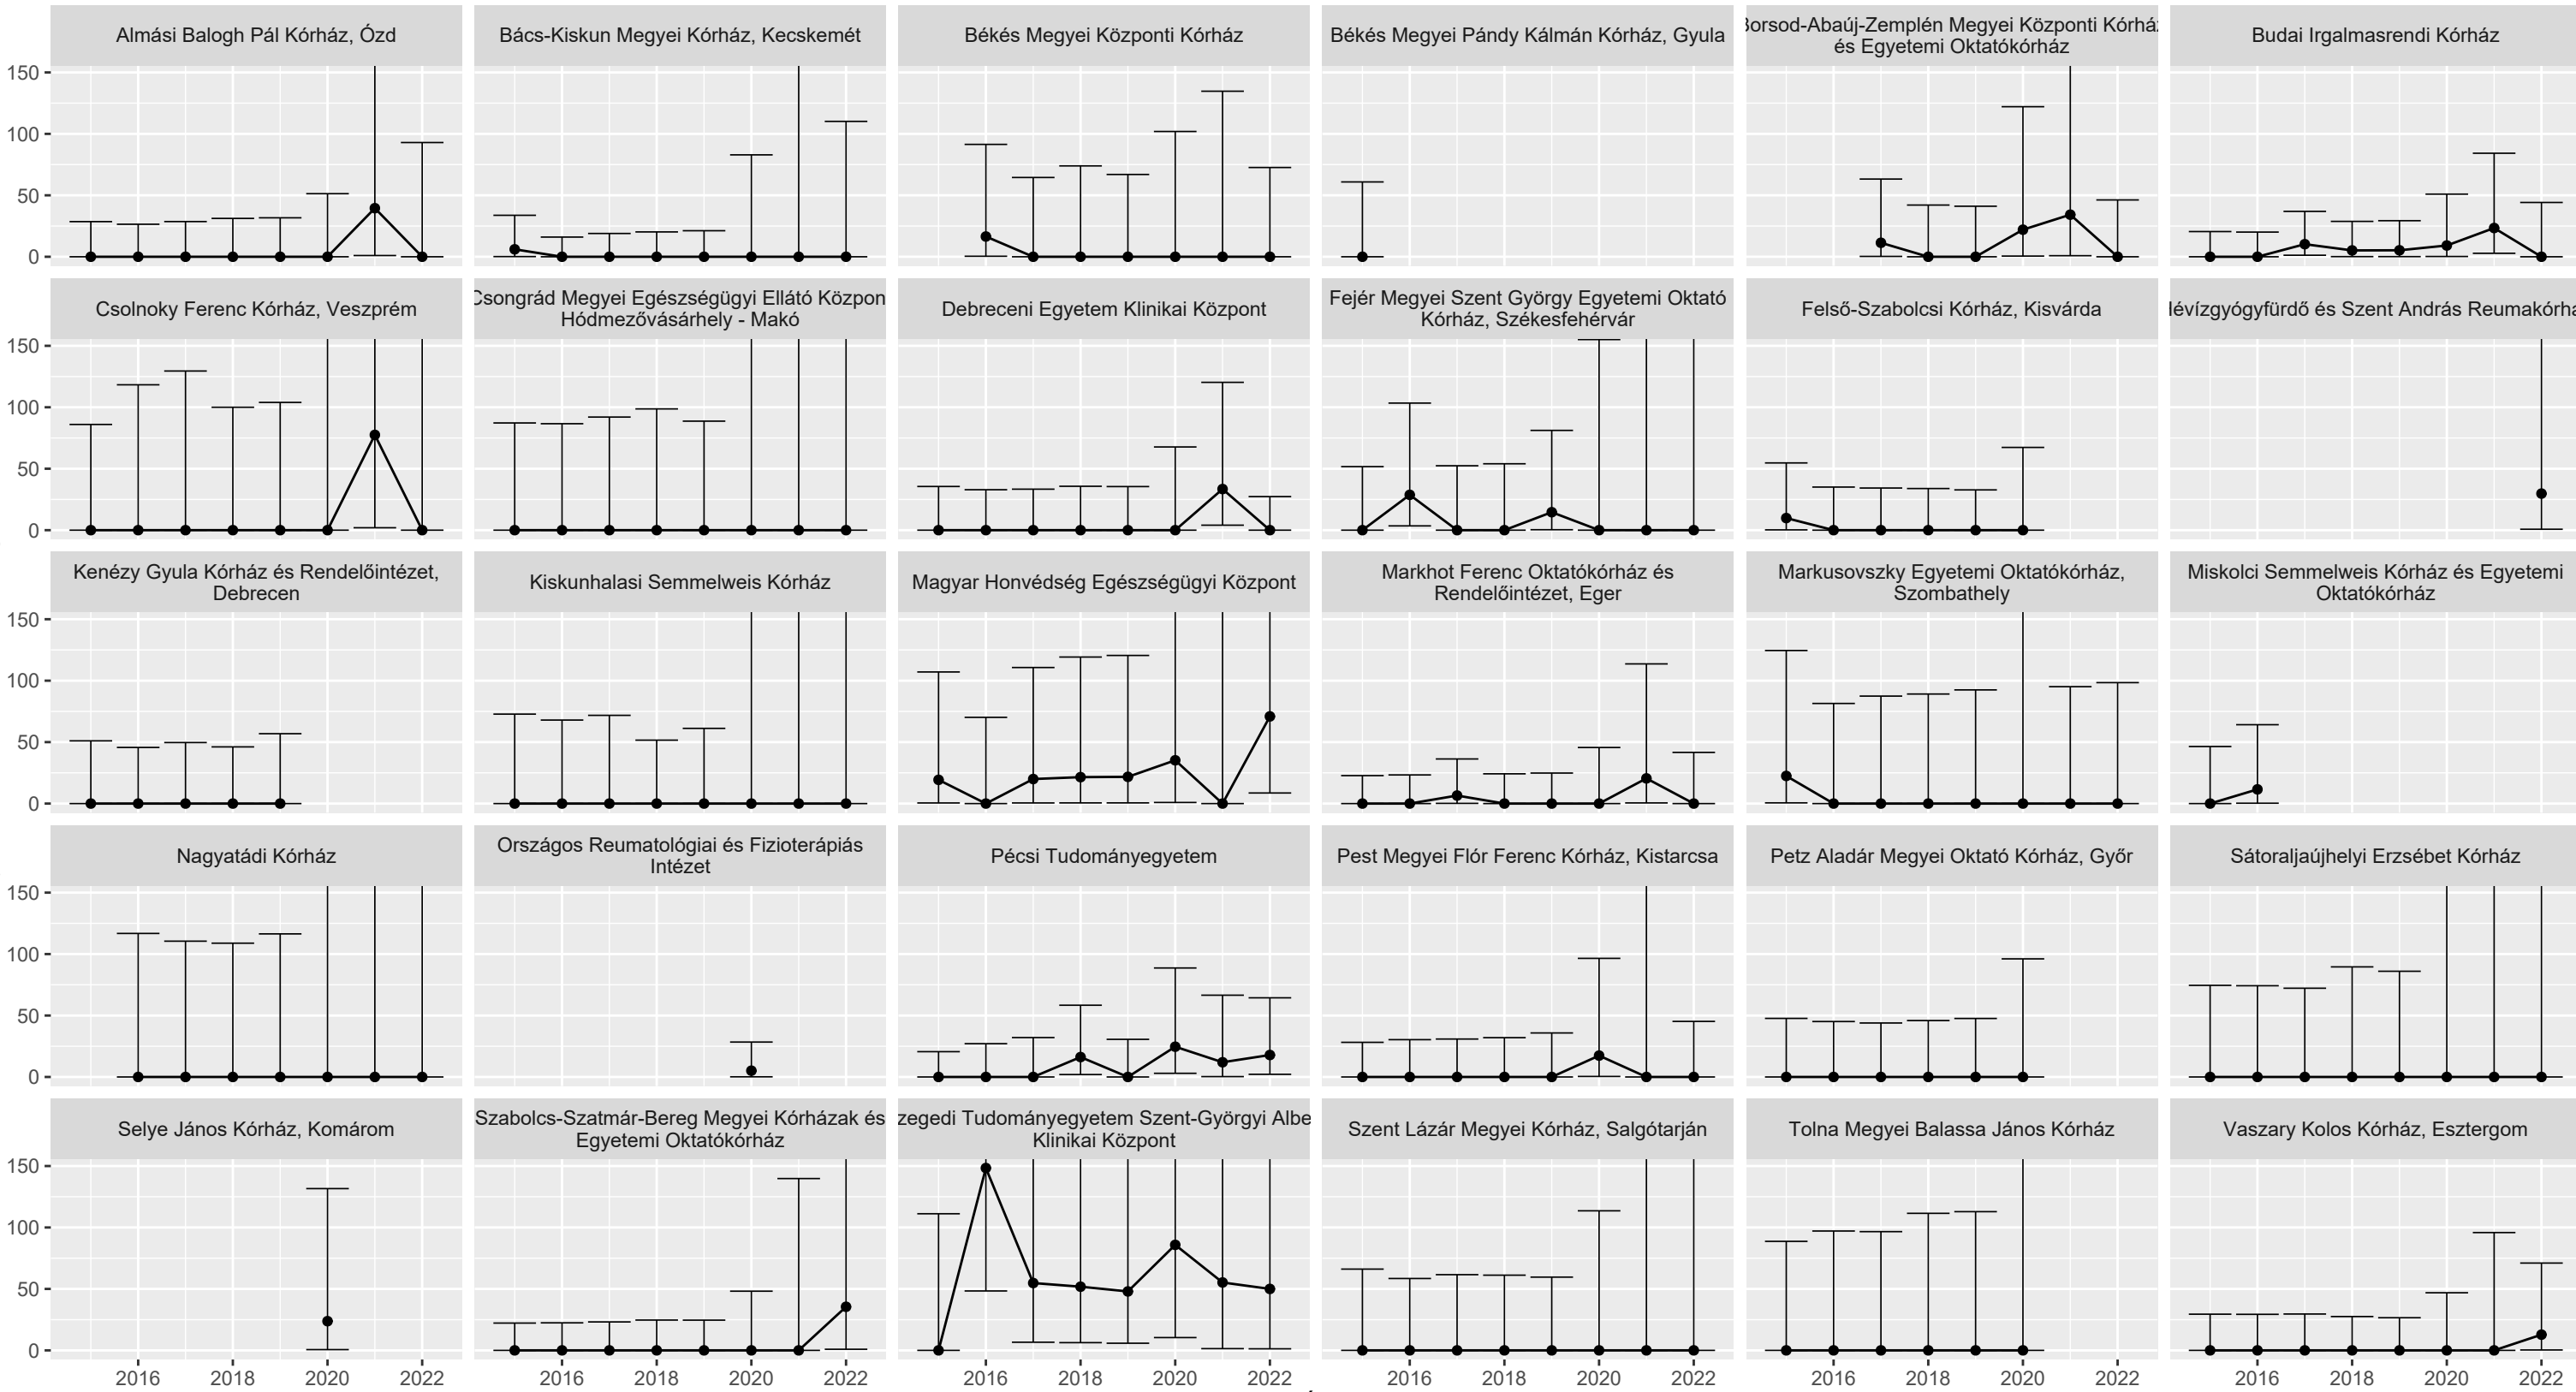 Almási Balogh Pál Kórház, Ózd
Bács-Kiskun Megyei Kórház, Kecskemét
Békés Megyei Központi Kórház
Békés Megyei Pándy Kálmán Kórház, Gyula
Borsod-Abaúj-Zemplén Megyei Központi Kórház
és Egyetemi Oktatókórház
Budai Irgalmasrendi Kórház
150
100
50
0
Csolnoky Ferenc Kórház, Veszprém
Csongrád Megyei Egészségügyi Ellátó Közpon
Hódmezővásárhely - Makó
Debreceni Egyetem Klinikai Központ
Fejér Megyei Szent György Egyetemi Oktató
Kórház, Székesfehérvár
Felső-Szabolcsi Kórház, Kisvárda
évízgyógyfürdő és Szent András Reumakórha
150
100
50
0
Kenézy Gyula Kórház és Rendelőintézet,
Debrecen
Kiskunhalasi Semmelweis Kórház
Magyar Honvédség Egészségügyi Központ
Markhot Ferenc Oktatókórház és
Rendelőintézet, Eger
Markusovszky Egyetemi Oktatókórház,
Szombathely
Miskolci Semmelweis Kórház és Egyetemi
Oktatókórház
150
100
50
0
Nagyatádi Kórház
Országos Reumatológiai és Fizioterápiás
Intézet
Pécsi Tudományegyetem
Pest Megyei Flór Ferenc Kórház, Kistarcsa
Petz Aladár Megyei Oktató Kórház, Győr
Sátoraljaújhelyi Erzsébet Kórház
150
100
50
0
Selye János Kórház, Komárom
Szabolcs-Szatmár-Bereg Megyei Kórházak és
Egyetemi Oktatókórház
zegedi Tudományegyetem Szent-Györgyi Albe
Klinikai Központ
Szent Lázár Megyei Kórház, Salgótarján
Tolna Megyei Balassa János Kórház
Vaszary Kolos Kórház, Esztergom
150
100
50
0
2016 2018 2020 2022
2016 2018 2020 2022
2016 2018 2020 2022
2016 2018 2020 2022
2016 2018 2020 2022
2016 2018 2020 2022